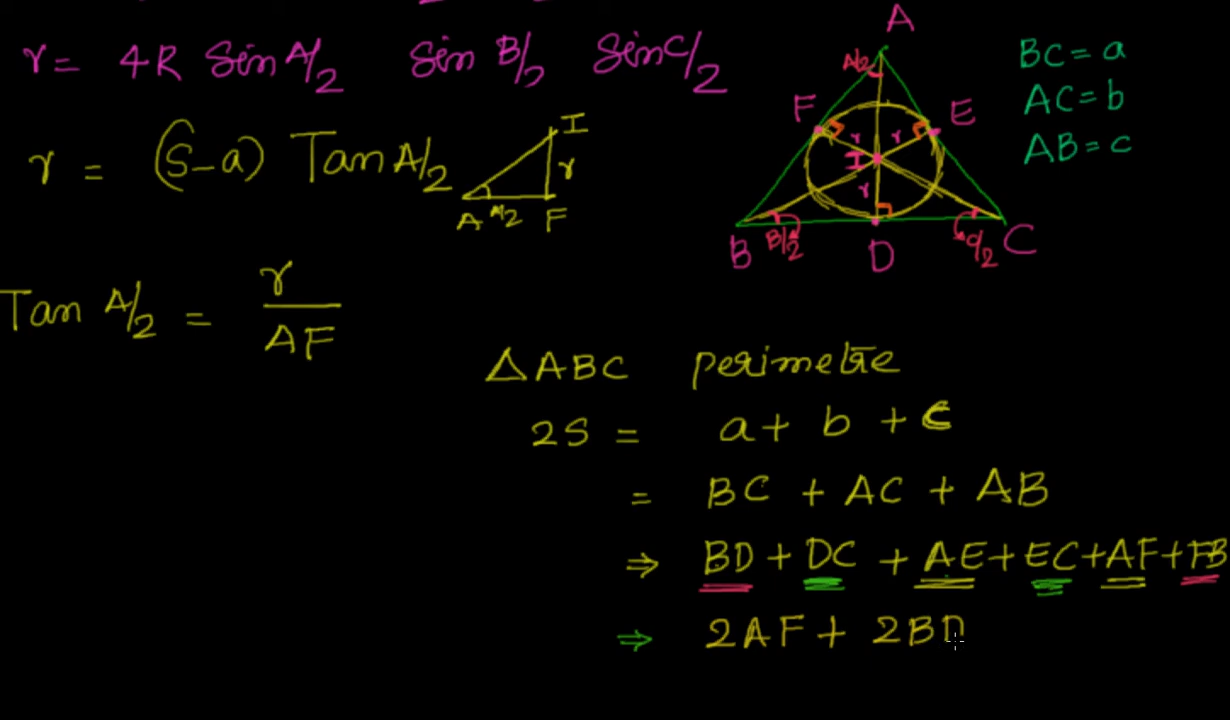 r = 4R Sin A/2 Sin B/2 Sin C/2
r = (S-a) Tan A/2
I
r
A A/2 F
Tan A/2 = r / AF
A
A/2
F E
r r
I
r
B B/2 D C/2 C
BC = a
AC = b
AB = c
△ABC perimetre
2S = a + b + c
= BC + AC + AB
⇒ BD + DC + AE + EC + AF + FB
⇒ 2AF + 2BD